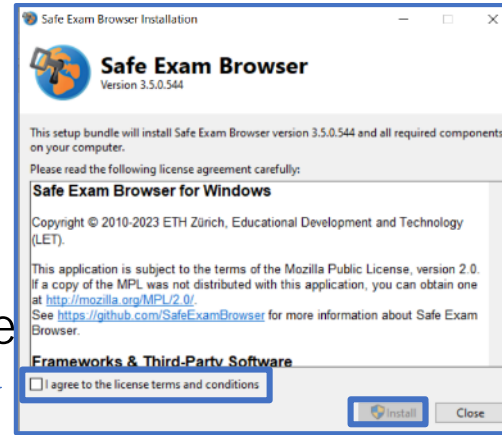 Safe Exam Browser Installation
Safe Exam Browser
Version 3.5.0.544
This setup bundle will install Safe Exam Browser version 3.5.0.544 and all required components
on your computer.
Please read the following license agreement carefully:
Safe Exam Browser for Windows
Copyright © 2010-2023 ETH Zürich, Educational Development and Technology
(LET).
This application is subject to the terms of the Mozilla Public License, version 2.0.
If a copy of the MPL was not distributed with this application, you can obtain one
at http://mozilla.org/MPL/2.0/.
See https://github.com/SafeExamBrowser for more information about Safe Exam
Browser.
e
Frameworks & Third-Party Software
I agree to the license terms and conditions
Install
Close